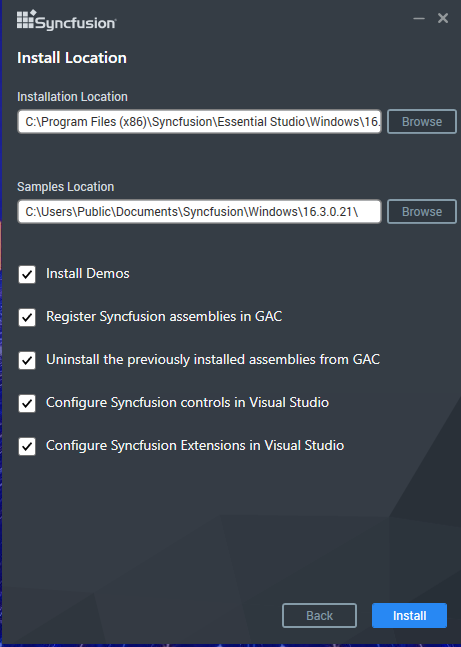 Syncfusion
Install Location
Installation Location
C:\Program Files (x86)\Syncfusion\Essential Studio\Windows\16.
Browse
Samples Location
C:\Users\Public\Documents\Syncfusion\Windows\16.3.0.21\
Browse
Install Demos
Register Syncfusion assemblies in GAC
Uninstall the previously installed assemblies from GAC
Configure Syncfusion controls in Visual Studio
Configure Syncfusion Extensions in Visual Studio
Back
Install